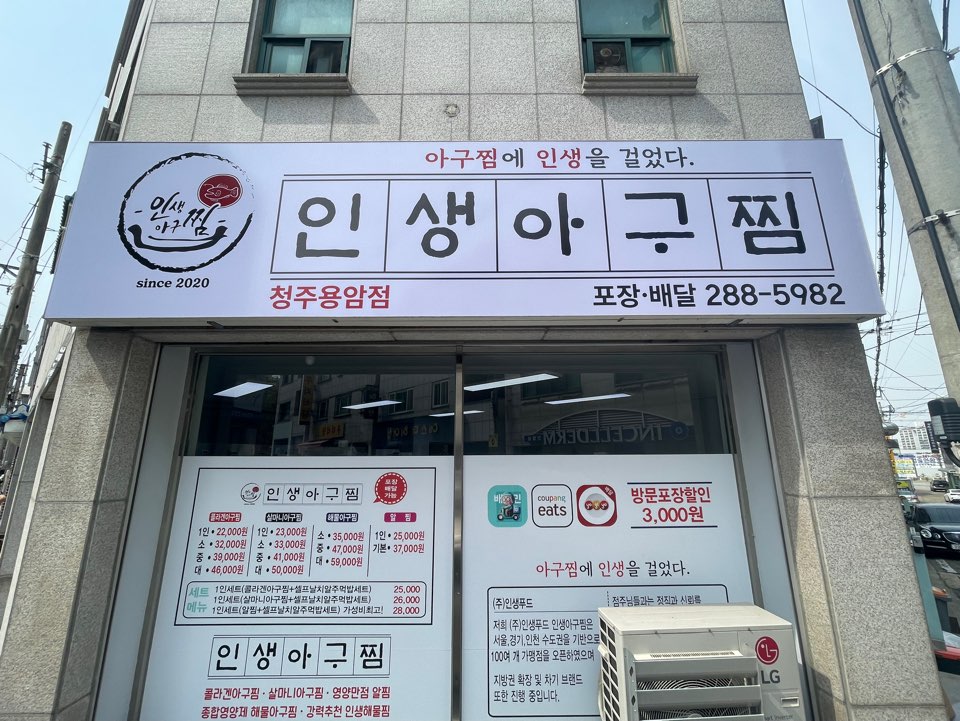 아구찜에 인생을 걸었다.
인생
아구찜
since 2020
인생아구찜
청주용암점
포장·배달 288-5982
INCELLDERM
인생아구찜
포장
배달
가능
콜라겐아구찜 살마니아구찜 해물아구찜 알찜
1인 • 22,000원 1인 • 23,000원 소 • 35,000원 1인 • 25,000원
소 • 32,000원 소 • 33,000원 중 • 47,000원 기본 • 37,000원
중 • 39,000원 중 • 41,000원 대 • 59,000원
대 • 46,000원 대 • 50,000원
세트
메뉴
1인세트(콜라겐아구찜+셀프날치알주먹밥세트) 25,000
1인세트(살마니아구찜+셀프날치알주먹밥세트) 26,000
1인세트(알찜+셀프날치알주먹밥세트) 가성비최고! 28,000
인생아구찜
콜라겐아구찜 · 살마니아구찜 · 영양만점 알찜
종합영양제 해물아구찜 · 강력추천 인생해물찜
coupang
eats
방문포장할인
3,000원
아구찜에 인생을 걸었다.
(주)인생푸드
저희 (주)인생푸드 인생아구찜은
서울,경기,인천 수도권을 기반으로
100여 개 가맹점을 오픈하였으며
지방권 확장 및 차기 브랜드
또한 진행 중입니다.
점주님들과는 정직과 신뢰를
LG